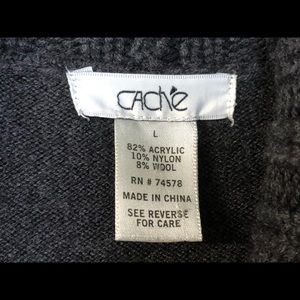 CAChé
L
82% ACRYLIC
10% NYLON
8% WOOL
RN # 74578
MADE IN CHINA
SEE REVERSE
FOR CARE